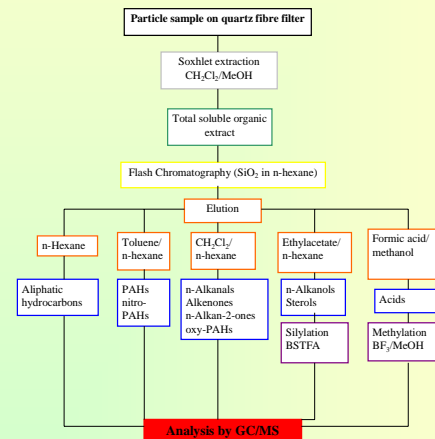 Particle sample on quartz fibre filter
Soxhlet extraction
CH₂Cl₂/MeOH
Total soluble organic
extract
Flash Chromatography (SiO₂ in n-hexane)
Elution
n-Hexane
Toluene/
n-hexane
CH₂Cl₂/
n-hexane
Ethylacetate/
n-hexane
Formic acid/
methanol
Aliphatic
hydrocarbons
PAHs
nitro-
PAHs
n-Alkanals
Alkenones
n-Alkan-2-ones
oxy-PAHs
n-Alkanols
Sterols
Acids
Silylation
BSTFA
Methylation
BF₃/MeOH
Analysis by GC/MS